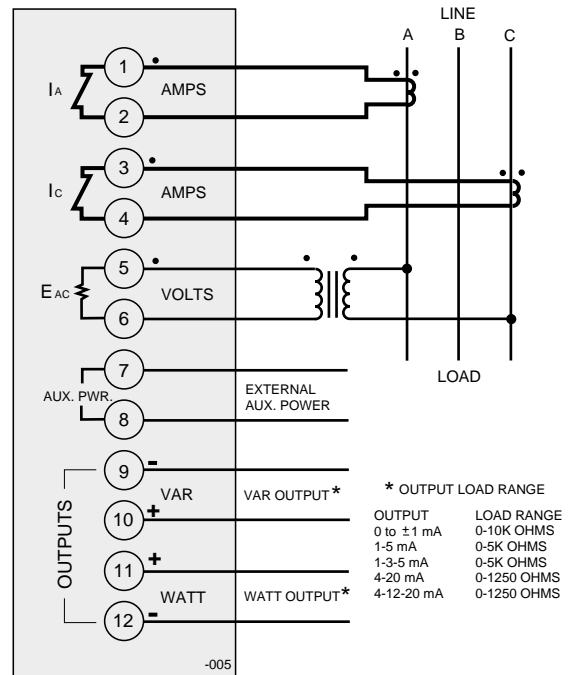 LINE
A B C
1
I A AMPS
2
3
I C AMPS
4
5
E AC VOLTS
6
7
AUX. PWR. EXTERNAL
AUX. POWER
8
OUTPUTS
9 -
VAR VAR OUTPUT*
10 +
11 +
WATT WATT OUTPUT*
12 -
-005
LOAD
* OUTPUT LOAD RANGE
OUTPUT LOAD RANGE
0 to ±1 mA 0-10K OHMS
1-5 mA 0-5K OHMS
1-3-5 mA 0-5K OHMS
4-20 mA 0-1250 OHMS
4-12-20 mA 0-1250 OHMS